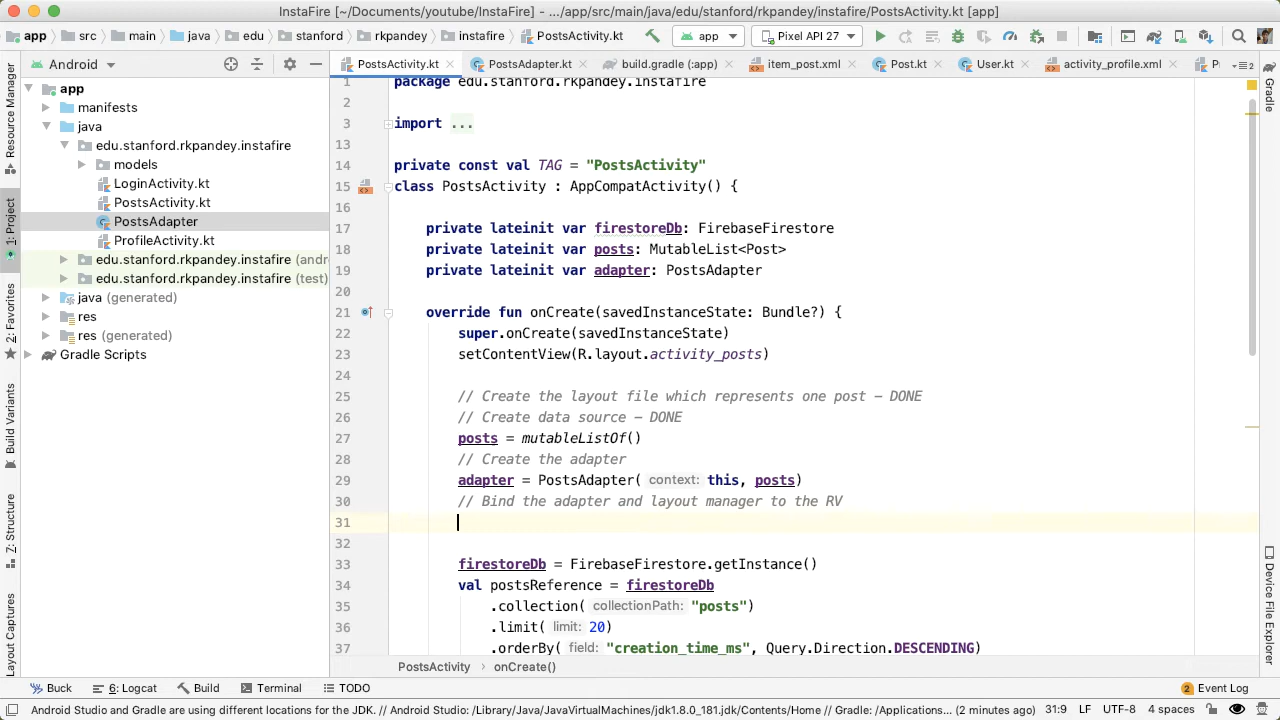 InstaFire [~/Documents/youtube/InstaFire] - .../app/src/main/java/edu/stanford/rkpandey/instafire/PostsActivity.kt [app]
app src main java edu stanford rkpandey instafire PostsActivity.kt app Pixel API 27
Android PostsActivity.kt PostsAdapter.kt build.gradle (:app) item_post.xml Post.kt User.kt activity_profile.xml
Resource Manager
1: Project
2: Favorites
Build Variants
Z: Structure
Layout Captures
app
manifests
java
edu.stanford.rkpandey.instafire
models
LoginActivity.kt
PostsActivity.kt
PostsAdapter
ProfileActivity.kt
edu.stanford.rkpandey.instafire (andr
edu.stanford.rkpandey.instafire (test)
java (generated)
res
res (generated)
Gradle Scripts
1 package edu.stanford.rkpandey.instafire
2
3 import ...
13
14 private const val TAG = "PostsActivity"
15 class PostsActivity : AppCompatActivity() {
16
17 private lateinit var firestoreDb: FirebaseFirestore
18 private lateinit var posts: MutableList<Post>
19 private lateinit var adapter: PostsAdapter
20
21 override fun onCreate(savedInstanceState: Bundle?) {
22 super.onCreate(savedInstanceState)
23 setContentView(R.layout.activity_posts)
24
25 // Create the layout file which represents one post – DONE
26 // Create data source – DONE
27 posts = mutableListOf()
28 // Create the adapter
29 adapter = PostsAdapter( context: this, posts)
30 // Bind the adapter and layout manager to the RV
31
32
33 firestoreDb = FirebaseFirestore.getInstance()
34 val postsReference = firestoreDb
35 .collection( collectionPath: "posts")
36 .limit( limit: 20)
37 .orderBy( field: "creation_time_ms", Query.Direction.DESCENDING)
PostsActivity onCreate()
Gradle
Device File Explorer
Buck 6: Logcat Build Terminal TODO 2 Event Log
Android Studio and Gradle are using different locations for the JDK. // Android Studio: /Library/Java/JavaVirtualMachines/jdk1.8.0_181.jdk/Contents/Home // Gradle: /Applications... (2 minutes ago) 31:9 LF UTF-8 4 spaces